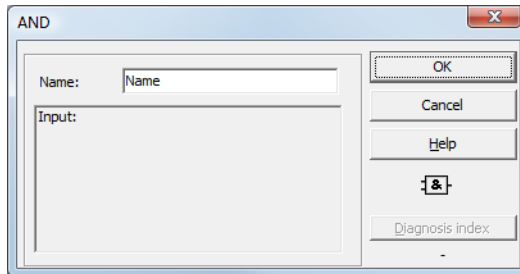 AND
Name: Name
Input:
OK
Cancel
Help
&
Diagnosis index
-